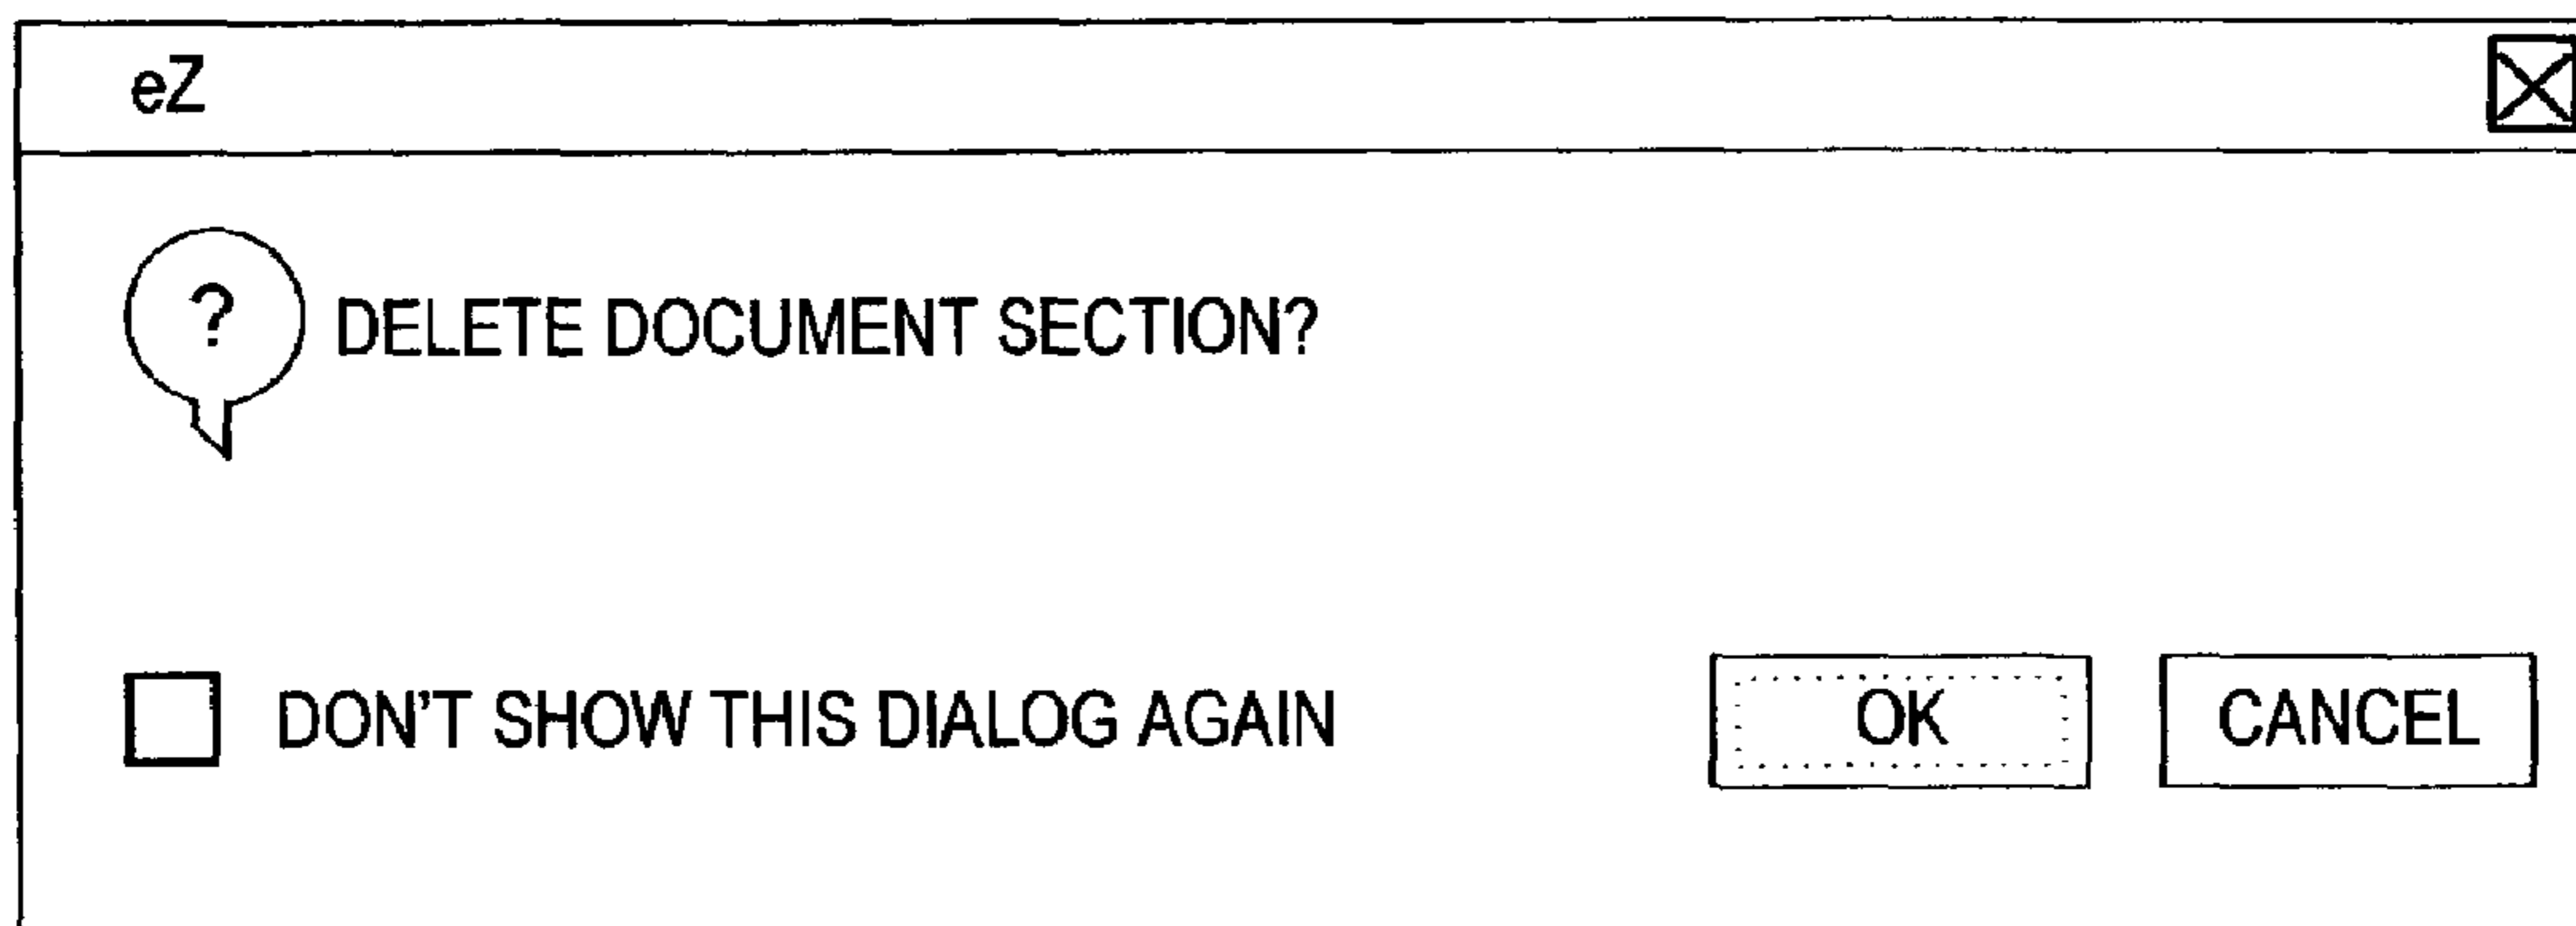 eZ
? DELETE DOCUMENT SECTION?
DON'T SHOW THIS DIALOG AGAIN OK CANCEL